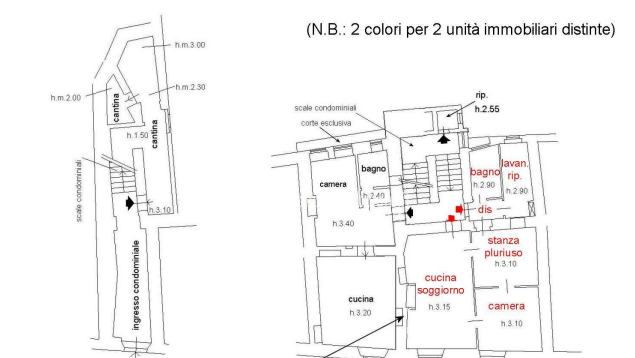 (N.B.: 2 colori per 2 unità immobiliari distinte)
h.m.3.00
h.m.2.30
h.m.2.00
cantina
h.1.50
cantina
scale condominiali
h.3.10
ingresso condominiale
rip.
h.2.55
scale condominiali
corte esclusiva
camera
bagno
h.2.40
h.3.40
bagno
h.2.90
lavan.
rip.
h.2.90
dis
stanza
pluriuso
h.3.10
cucina
soggiorno
h.3.15
cucina
h.3.20
camera
h.3.10